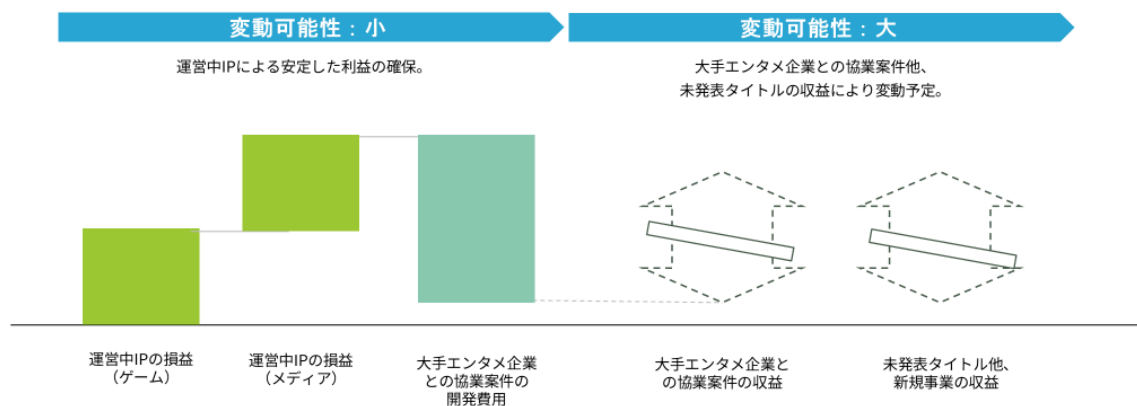 変動可能性：小
変動可能性：大
運営中IPによる安定した利益の確保。
大手エンタメ企業との協業案件他、
未発表タイトルの収益により変動予定。
運営中IPの損益
（ゲーム）
運営中IPの損益
（メディア）
大手エンタメ企業
との協業案件の
開発費用
大手エンタメ企業と
の協業案件の収益
未発表タイトル他、
新規事業の収益